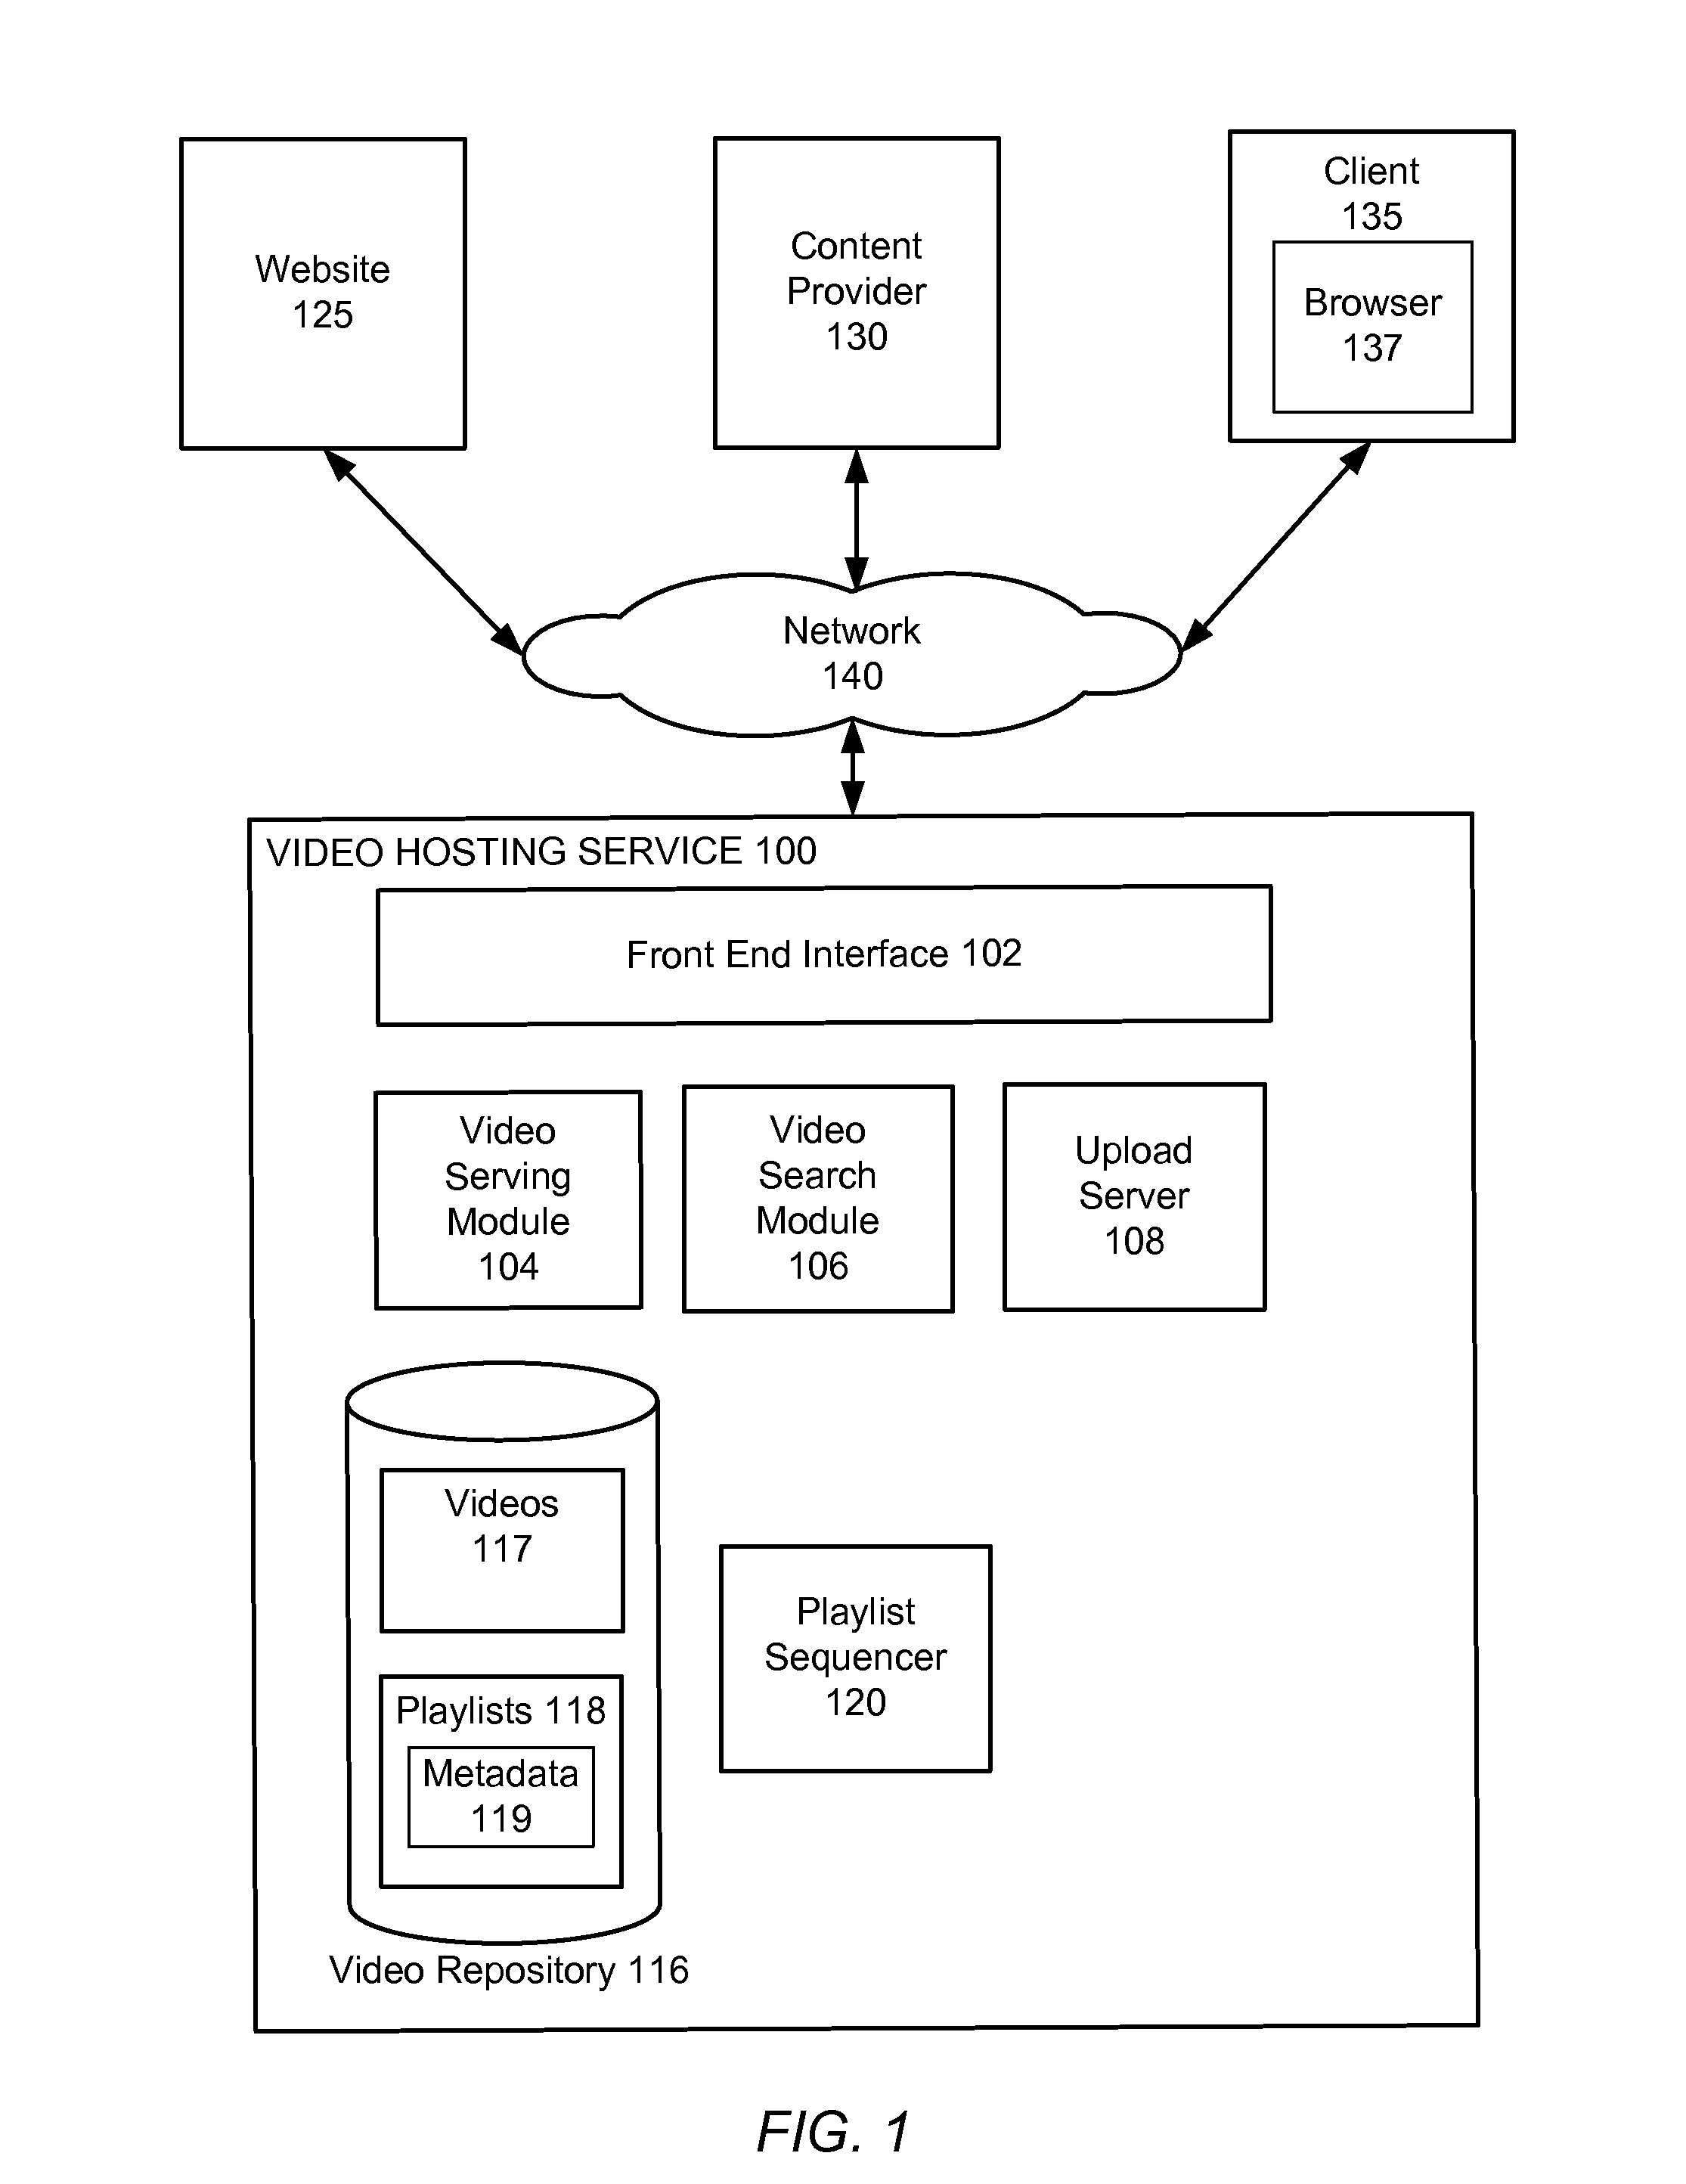 Website
125
Content
Provider
130
Client
135
Browser
137
Network
140
VIDEO HOSTING SERVICE 100
Front End Interface 102
Video
Serving
Module
104
Video
Search
Module
106
Upload
Server
108
Videos
117
Playlists 118
Metadata
119
Video Repository 116
Playlist
Sequencer
120
FIG. 1